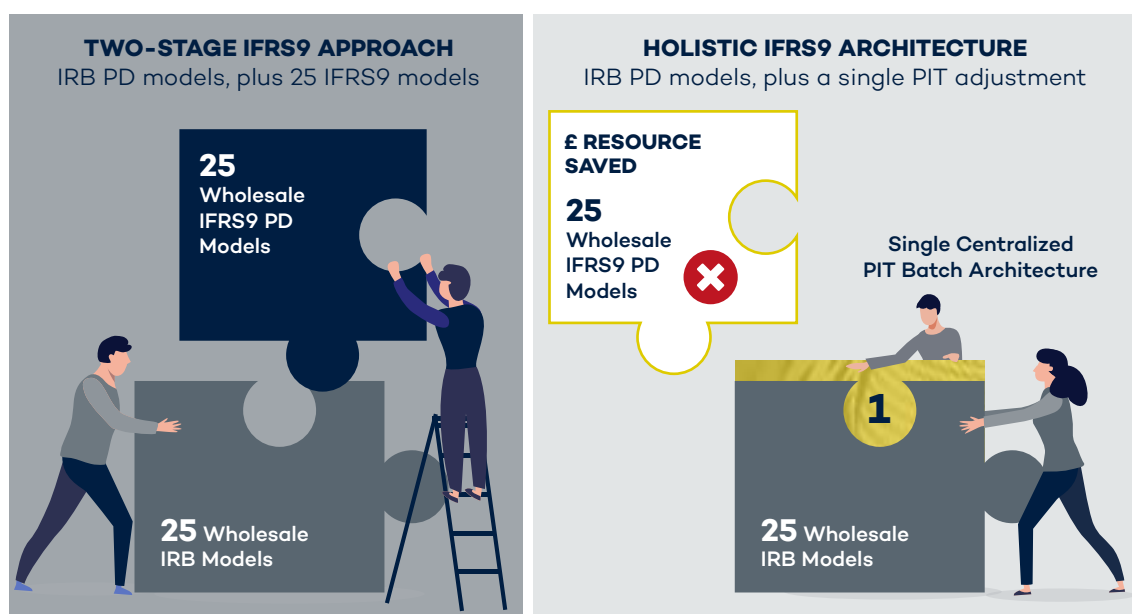 TWO-STAGE IFRS9 APPROACH
IRB PD models, plus 25 IFRS9 models
25
Wholesale
IFRS9 PD
Models
25 Wholesale
IRB Models
HOLISTIC IFRS9 ARCHITECTURE
IRB PD models, plus a single PIT adjustment
£ RESOURCE
SAVED
25
Wholesale
IFRS9 PD
Models
Single Centralized
PIT Batch Architecture
1
25 Wholesale
IRB Models